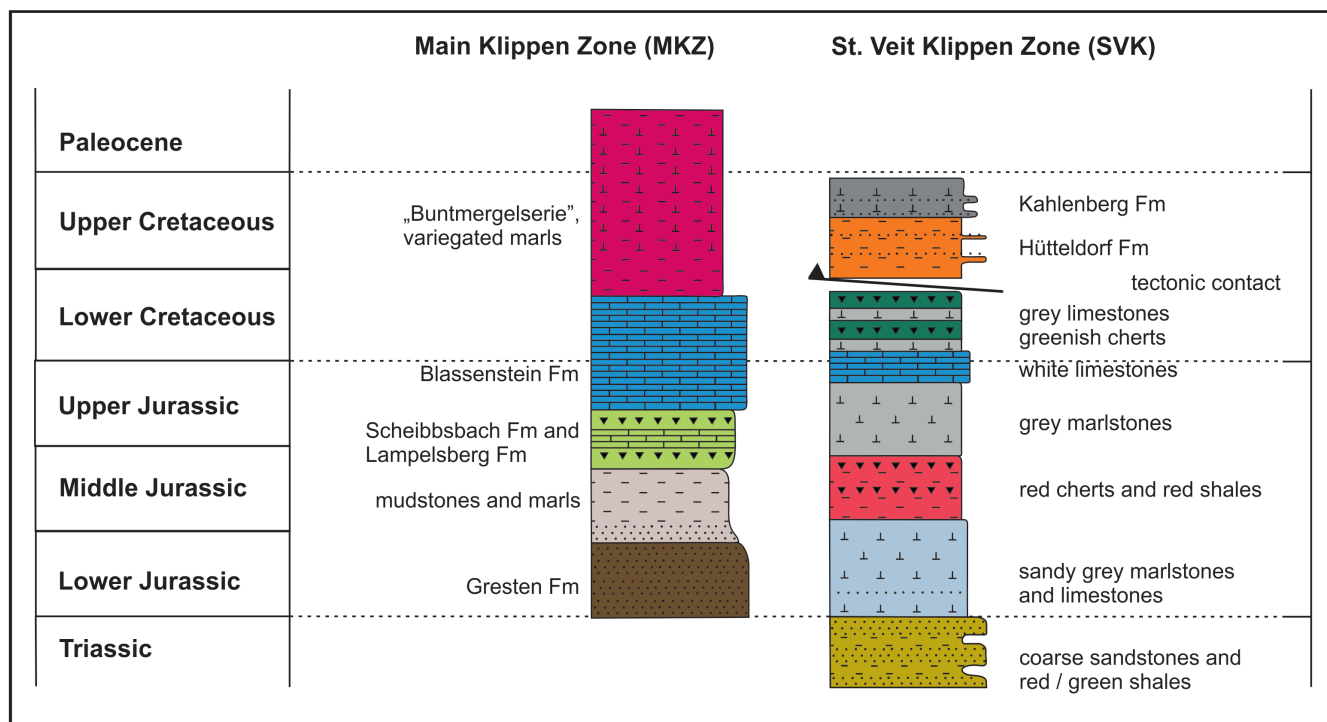 Main Klippen Zone (MKZ)
St. Veit Klippen Zone (SVK)
Paleocene
Upper Cretaceous
Lower Cretaceous
Upper Jurassic
Middle Jurassic
Lower Jurassic
Triassic
„Buntmergelserie”,
variegated marls
Blassenstein Fm
Scheibbsbach Fm and
Lampelsberg Fm
mudstones and marls
Gresten Fm
Kahlenberg Fm
Hütteldorf Fm
tectonic contact
grey limestones
greenish cherts
white limestones
grey marlstones
red cherts and red shales
sandy grey marlstones
and limestones
coarse sandstones and
red / green shales